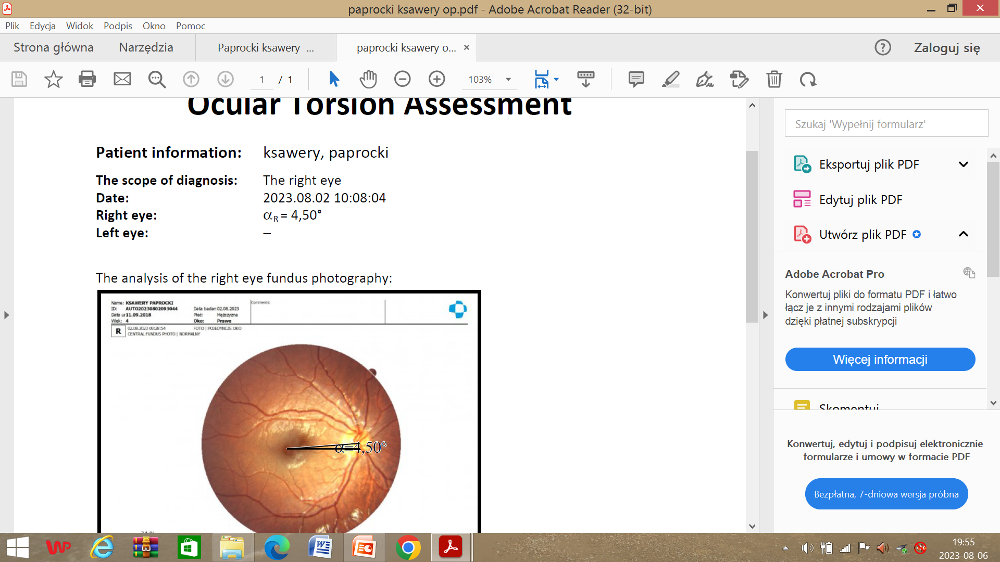 paprocki ksawery op.pdf - Adobe Acrobat Reader (32-bit)
Plik Edycja Widok Podpis Okno Pomoc
Strona główna Narzędzia Paprocki ksawery ... paprocki ksawery o... × ? Zaloguj się
1 / 1 103%
Ocular Torsion Assessment
Patient information: ksawery, paprocki
The scope of diagnosis: The right eye
Date: 2023.08.02 10:08:04
Right eye: αR = 4,50°
Left eye: –
The analysis of the right eye fundus photography:
Name: KSAWERY PAPROCKI
ID: AUTO20230802093044
Data ur 11.09.2018
Wiek: 4
Data badan 02.08.2023
Płeć: Mężczyzna
Oko: Prawe
Comments:
R
02.08.2023 09:28:54 FOTO | POJEDYNCZE OKO
CENTRAL FUNDUS PHOTO | NORMALNY
α=4,50°
Szukaj 'Wypełnij formularz'
Eksportuj plik PDF
Edytuj plik PDF
Utwórz plik PDF
Adobe Acrobat Pro
Konwertuj pliki do formatu PDF i łatwo
łącz je z innymi rodzajami plików
dzięki płatnej subskrypcji
Więcej informacji
Skomentuj
Konwertuj, edytuj i podpisuj elektronicznie
formularze i umowy w formacie PDF
Bezpłatna, 7-dniowa wersja próbna
WP
19:55
2023-08-06